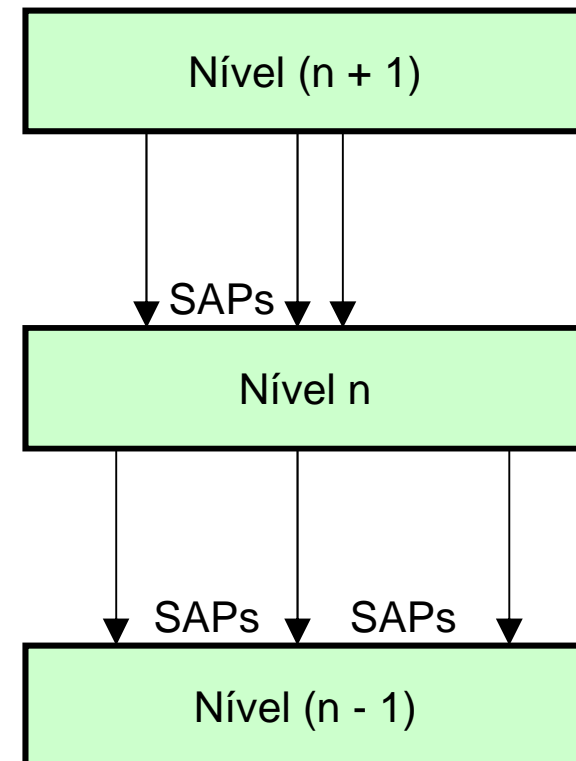 Nível (n + 1)
SAPs
Nível n
SAPs SAPs
Nível (n - 1)